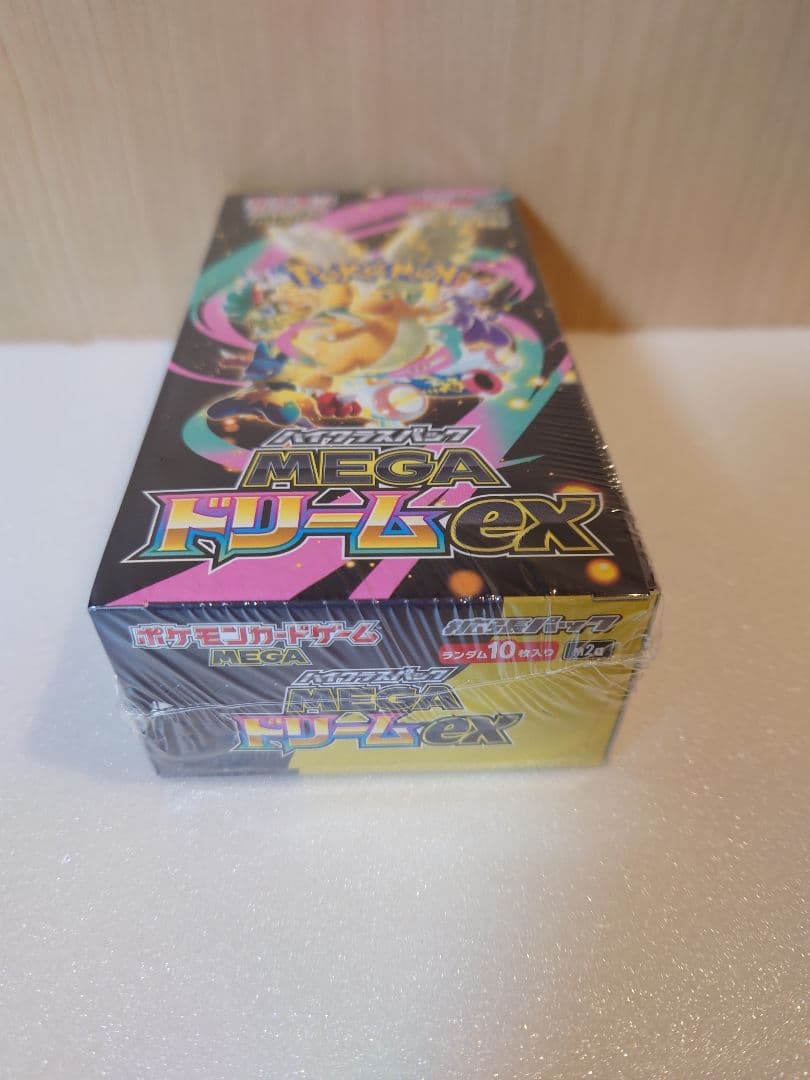 POKéMON
ハイクラスパック
MEGA
ドリームex
ポケモンカードゲーム
MEGA
拡張パック
ランダム10枚入り
ハイクラスパック
MEGA
ドリームex